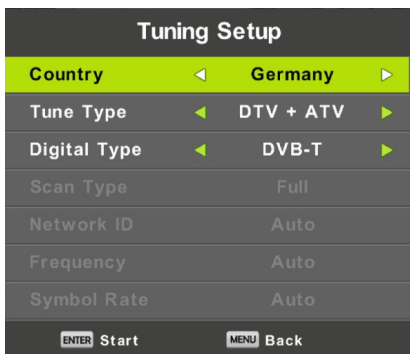 Tuning Setup
Country Germany
Tune Type DTV + ATV
Digital Type DVB-T
Scan Type Full
Network ID Auto
Frequency Auto
Symbol Rate Auto
ENTER Start MENU Back